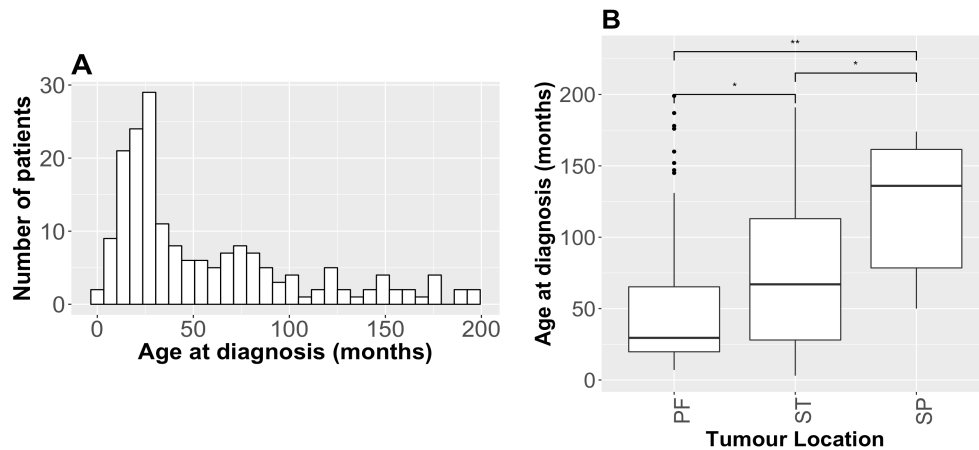 A
Number of patients
30
20
10
0
0 50 100 150 200
Age at diagnosis (months)
B
Age at diagnosis (months)
200
150
100
50
0
**
*
*
PF ST SP
Tumour Location